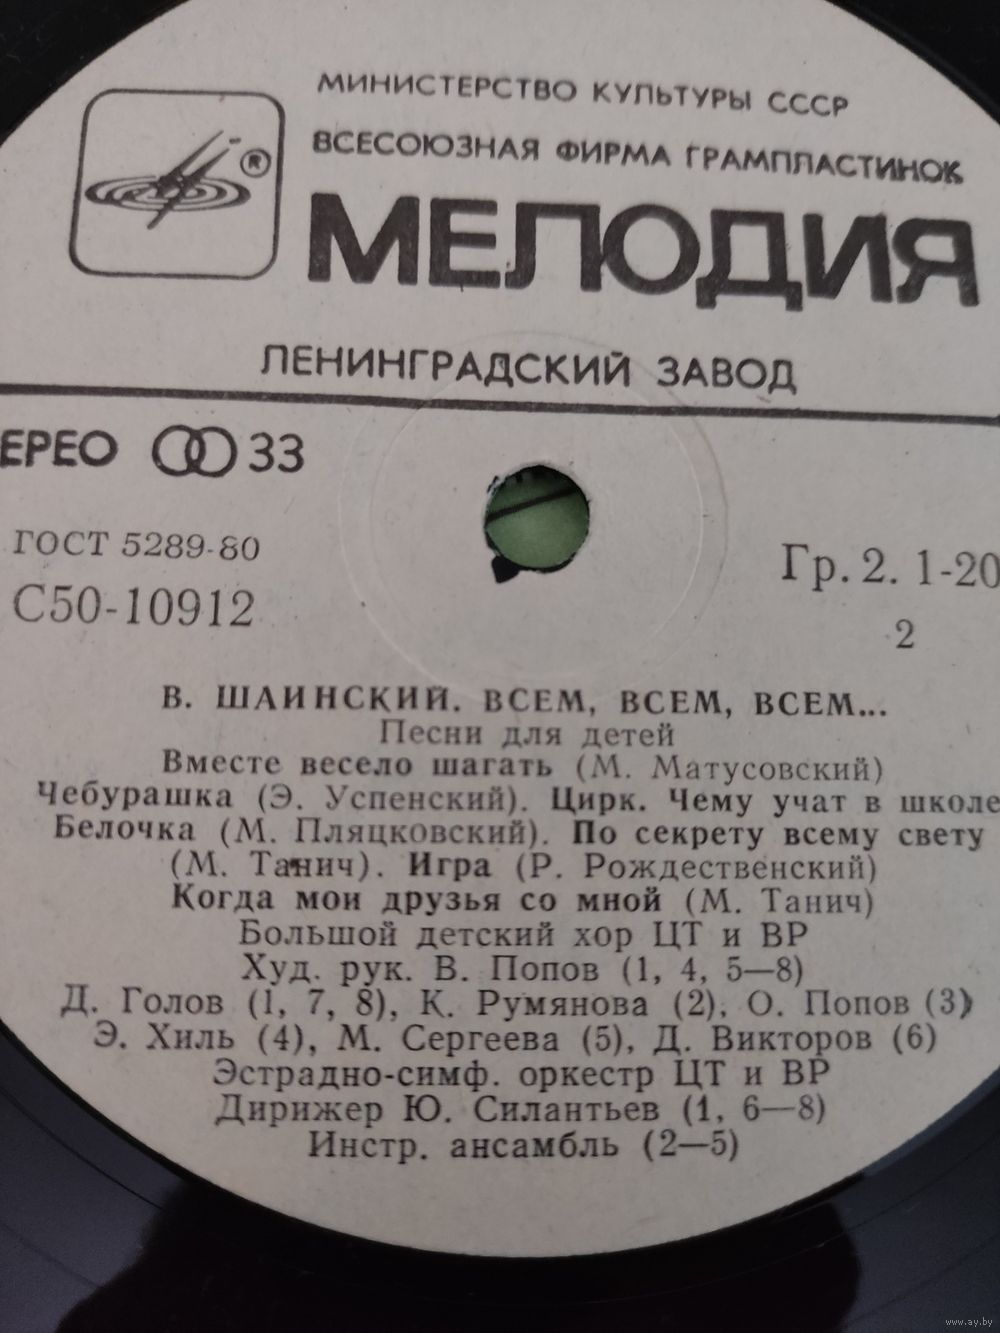 МИНИСТЕРСТВО КУЛЬТУРЫ СССР
ВСЕСОЮЗНАЯ ФИРМА ГРАМПЛАСТИНОК
®
МЕЛОДИЯ
ЛЕНИНГРАДСКИЙ ЗАВОД
ЕРЕО 33
ГОСТ 5289-80
С50-10912
Гр. 2. 1-20
2
В. ШАИНСКИЙ. ВСЕМ, ВСЕМ, ВСЕМ...
Песни для детей
Вместе весело шагать (М. Матусовский)
Чебурашка (Э. Успенский). Цирк. Чему учат в школе
Белочка (М. Пляцковский). По секрету всему свету
(М. Танич). Игра (Р. Рождественский)
Когда мои друзья со мной (М. Танич)
Большой детский хор ЦТ и ВР
Худ. рук. В. Попов (1, 4, 5—8)
Д. Голов (1, 7, 8), К. Румянова (2), О. Попов (3)
Э. Хиль (4), М. Сергеева (5), Д. Викторов (6)
Эстрадно-симф. оркестр ЦТ и ВР
Дирижер Ю. Силантьев (1, 6—8)
Инстр. ансамбль (2—5)
www.ay.by